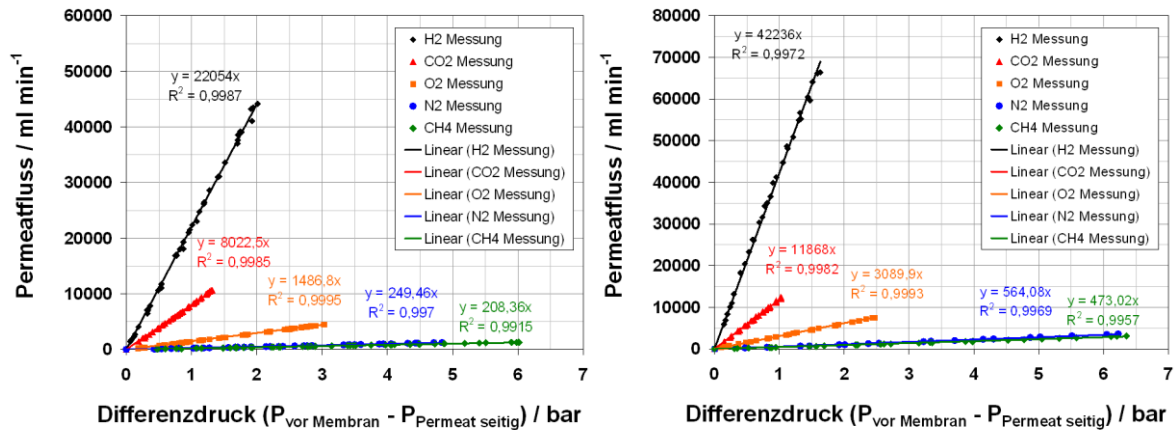 Permeatfluss / ml min⁻¹
60000
50000
40000
30000
20000
10000
0
y = 22054x
R² = 0,9987
y = 8022,5x
R² = 0,9985
y = 1486,8x
R² = 0,9995
y = 249,46x
R² = 0,997
y = 208,36x
R² = 0,9915
H2 Messung
CO2 Messung
O2 Messung
N2 Messung
CH4 Messung
Linear (H2 Messung)
Linear (CO2 Messung)
Linear (O2 Messung)
Linear (N2 Messung)
Linear (CH4 Messung)
0 1 2 3 4 5 6 7
Differenzdruck (P vor Membran - P Permeat seitig) / bar
Permeatfluss / ml min⁻¹
80000
70000
60000
50000
40000
30000
20000
10000
0
y = 42236x
R² = 0,9972
y = 11868x
R² = 0,9982
y = 3089,9x
R² = 0,9993
y = 564,08x
R² = 0,9969
y = 473,02x
R² = 0,9957
H2 Messung
CO2 Messung
O2 Messung
N2 Messung
CH4 Messung
Linear (H2 Messung)
Linear (CO2 Messung)
Linear (O2 Messung)
Linear (N2 Messung)
Linear (CH4 Messung)
0 1 2 3 4 5 6 7
Differenzdruck (P vor Membran - P Permeat seitig) / bar